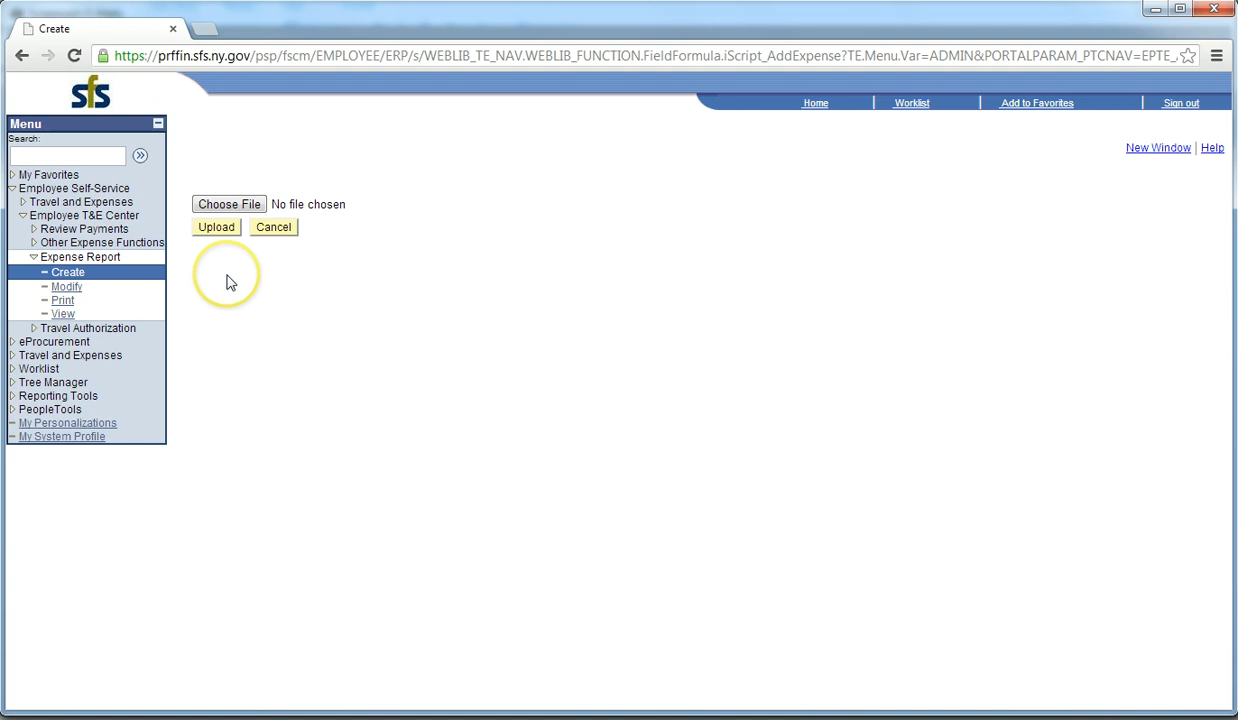 Create
https://prffin.sfs.ny.gov/psp/fscm/EMPLOYEE/ERP/s/WEBLIB_TE_NAV.WEBLIB_FUNCTION.FieldFormula.iScript_AddExpense?TE.Menu.Var=ADMIN&PORTALPARAM_PTCNAV=EPTE_
sfs
Home Worklist Add to Favorites Sign out
New Window | Help
Menu
Search:
My Favorites
Employee Self-Service
Travel and Expenses
Employee T&E Center
Review Payments
Other Expense Functions
Expense Report
Create
Modify
Print
View
Travel Authorization
eProcurement
Travel and Expenses
Worklist
Tree Manager
Reporting Tools
PeopleTools
My Personalizations
My System Profile
Choose File No file chosen
Upload Cancel